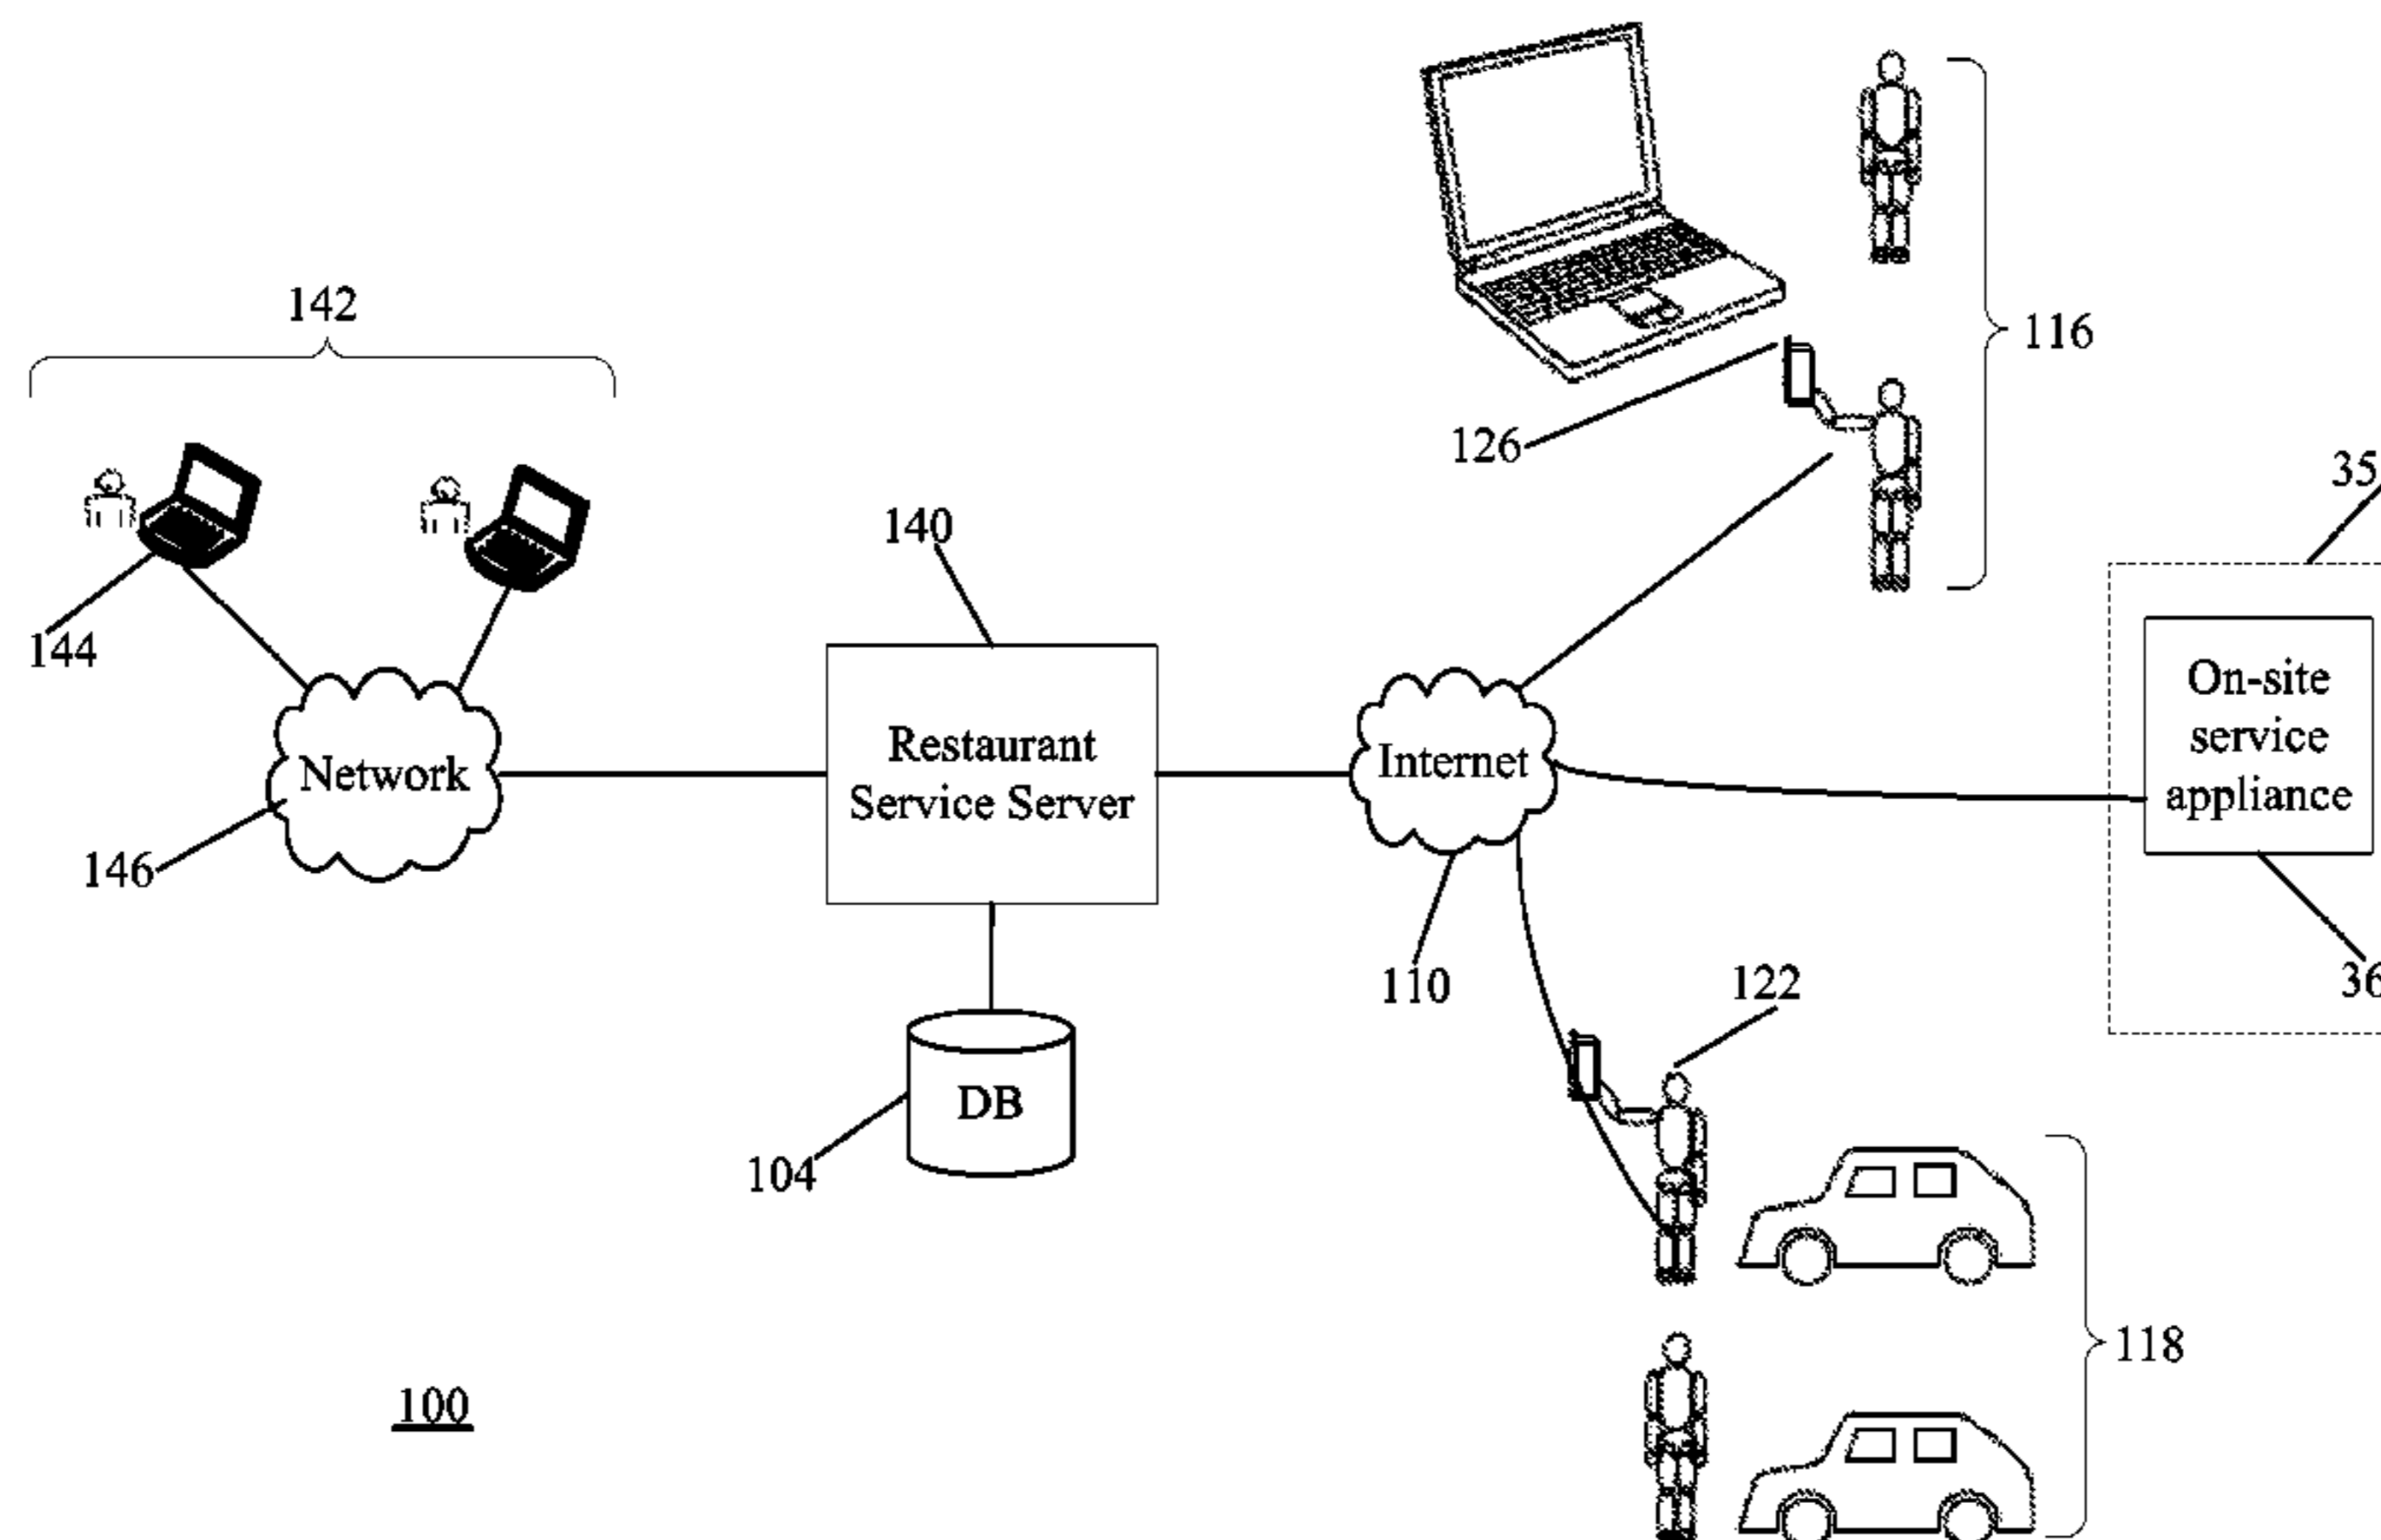 142
116
126
35
140
144
On-site
service
appliance
Restaurant
Service Server
Internet
Network
146
110
122
36
DB
104
118
100